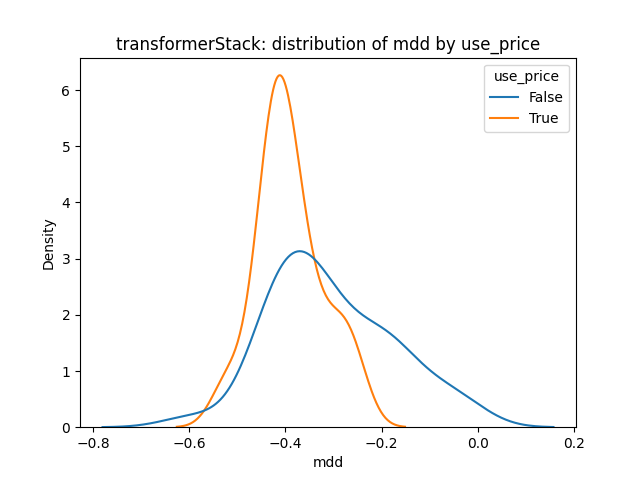 transformerStack: distribution of mdd by use_price
use_price
False
True
Density
6
5
4
3
2
1
0
−0.8
−0.6
−0.4
−0.2
0.0
0.2
mdd